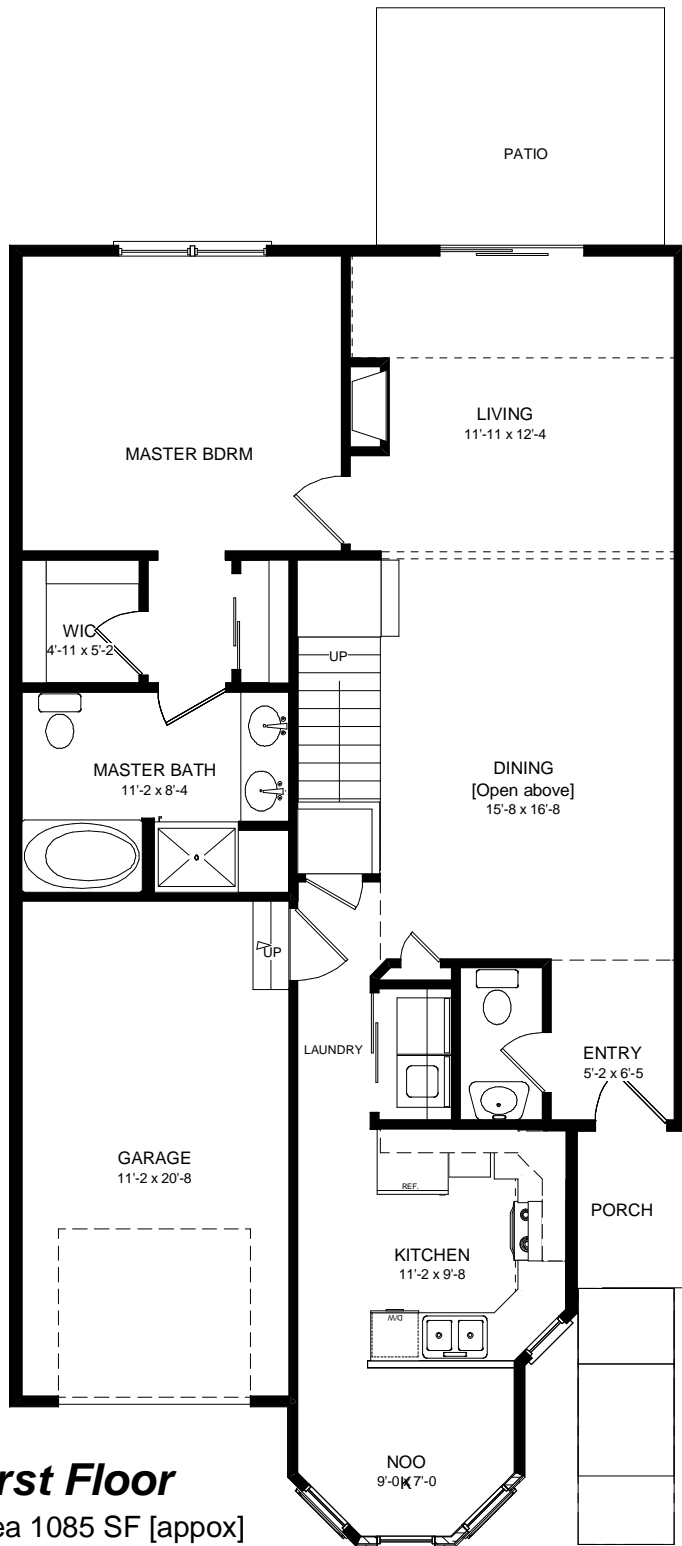 PATIO
LIVING
11'-11 x 12'-4
MASTER BDRM
WIC
4'-11 x 5'-2
UP
MASTER BATH
11'-2 x 8'-4
DINING
[Open above]
15'-8 x 16'-8
UP
LAUNDRY
ENTRY
5'-2 x 6'-5
GARAGE
11'-2 x 20'-8
REF.
PORCH
KITCHEN
11'-2 x 9'-8
D/W
NOO
K
9'-0 x 7'-0
rst Floor
ea 1085 SF [appox]